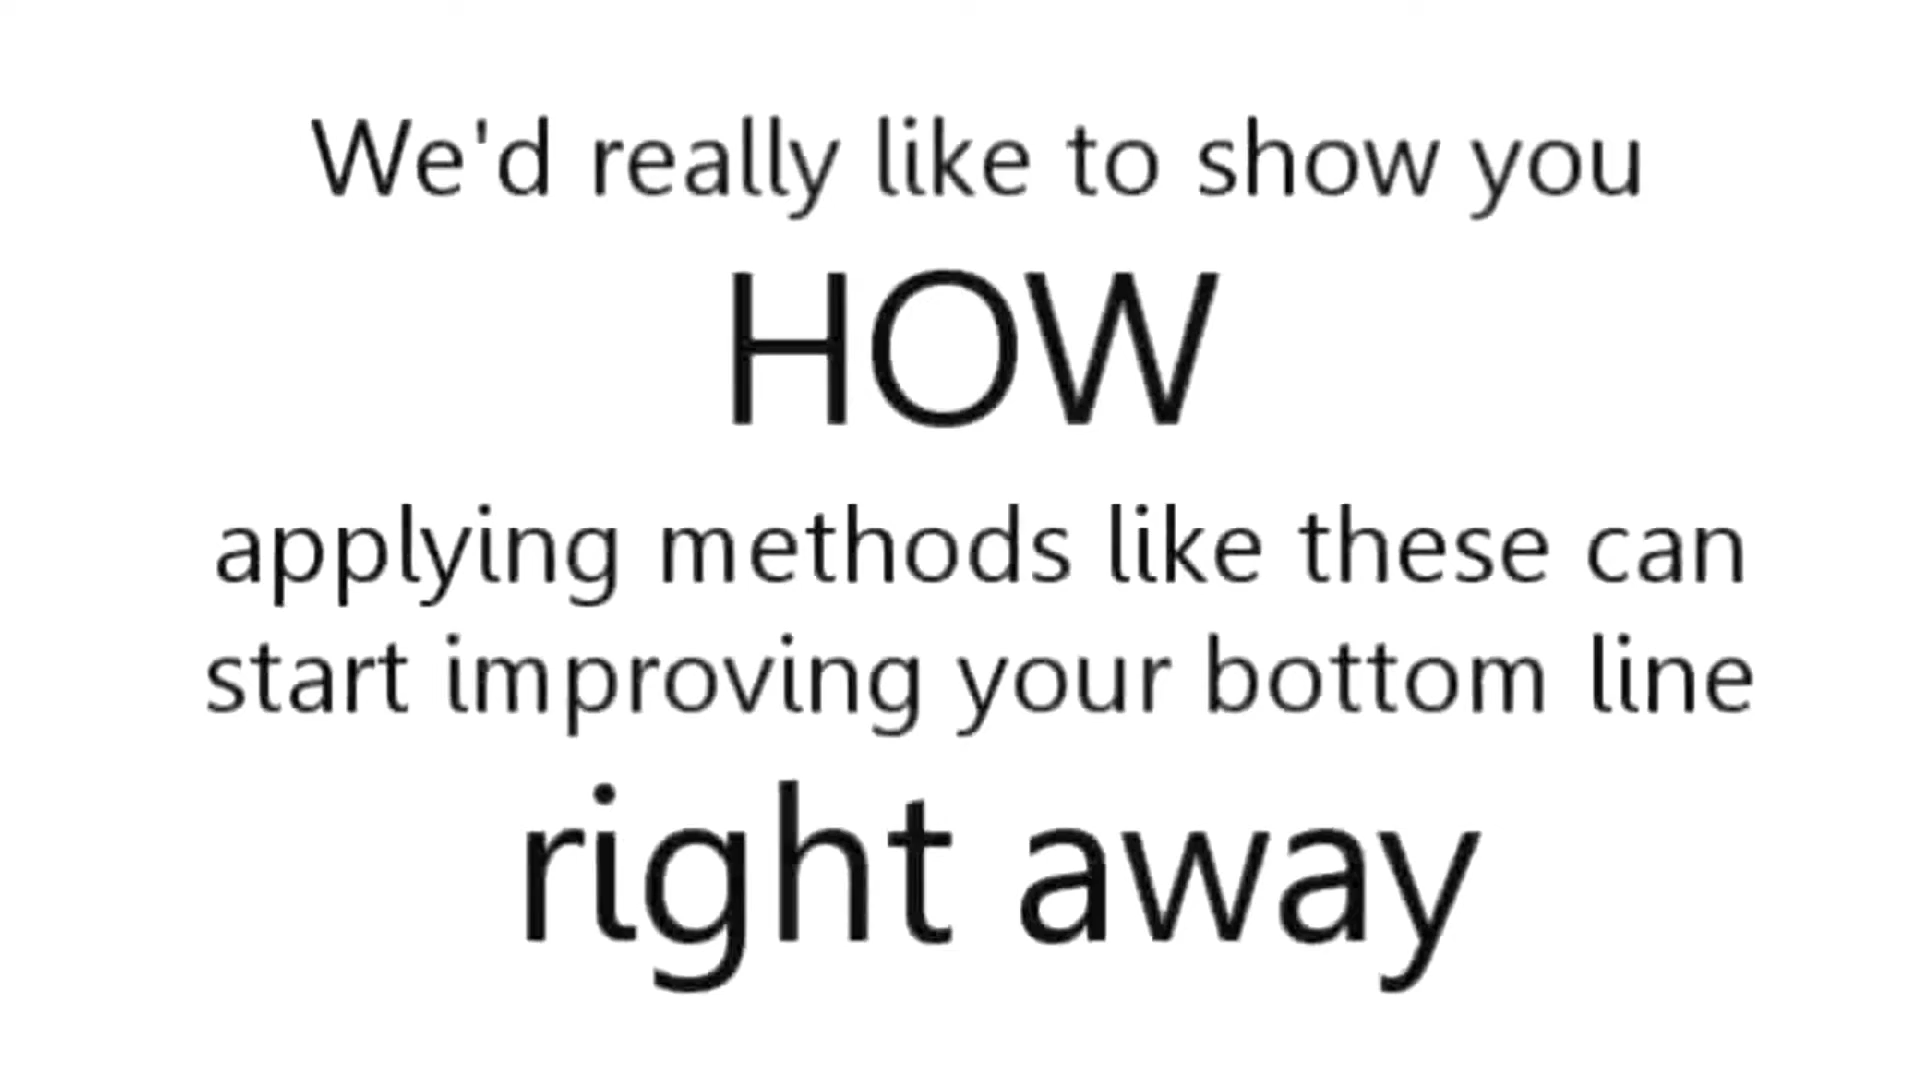 We'd really like to show you
HOW
applying methods like these can
start improving your bottom line
right away